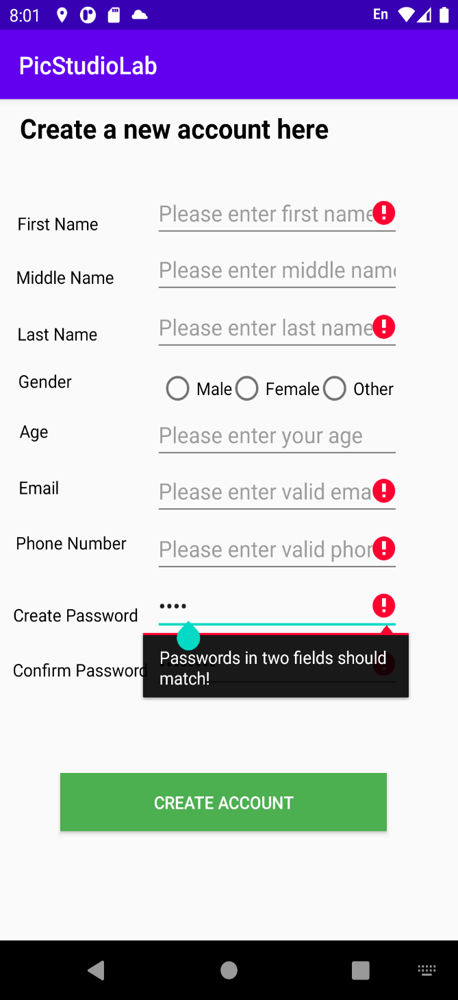 8:01 En
PicStudioLab
Create a new account here
First Name Please enter first name
Middle Name Please enter middle name
Last Name Please enter last name
Gender Male Female Other
Age Please enter your age
Email Please enter valid ema
Phone Number Please enter valid phon
Create Password ••••
Confirm Password
Passwords in two fields should
match!
CREATE ACCOUNT